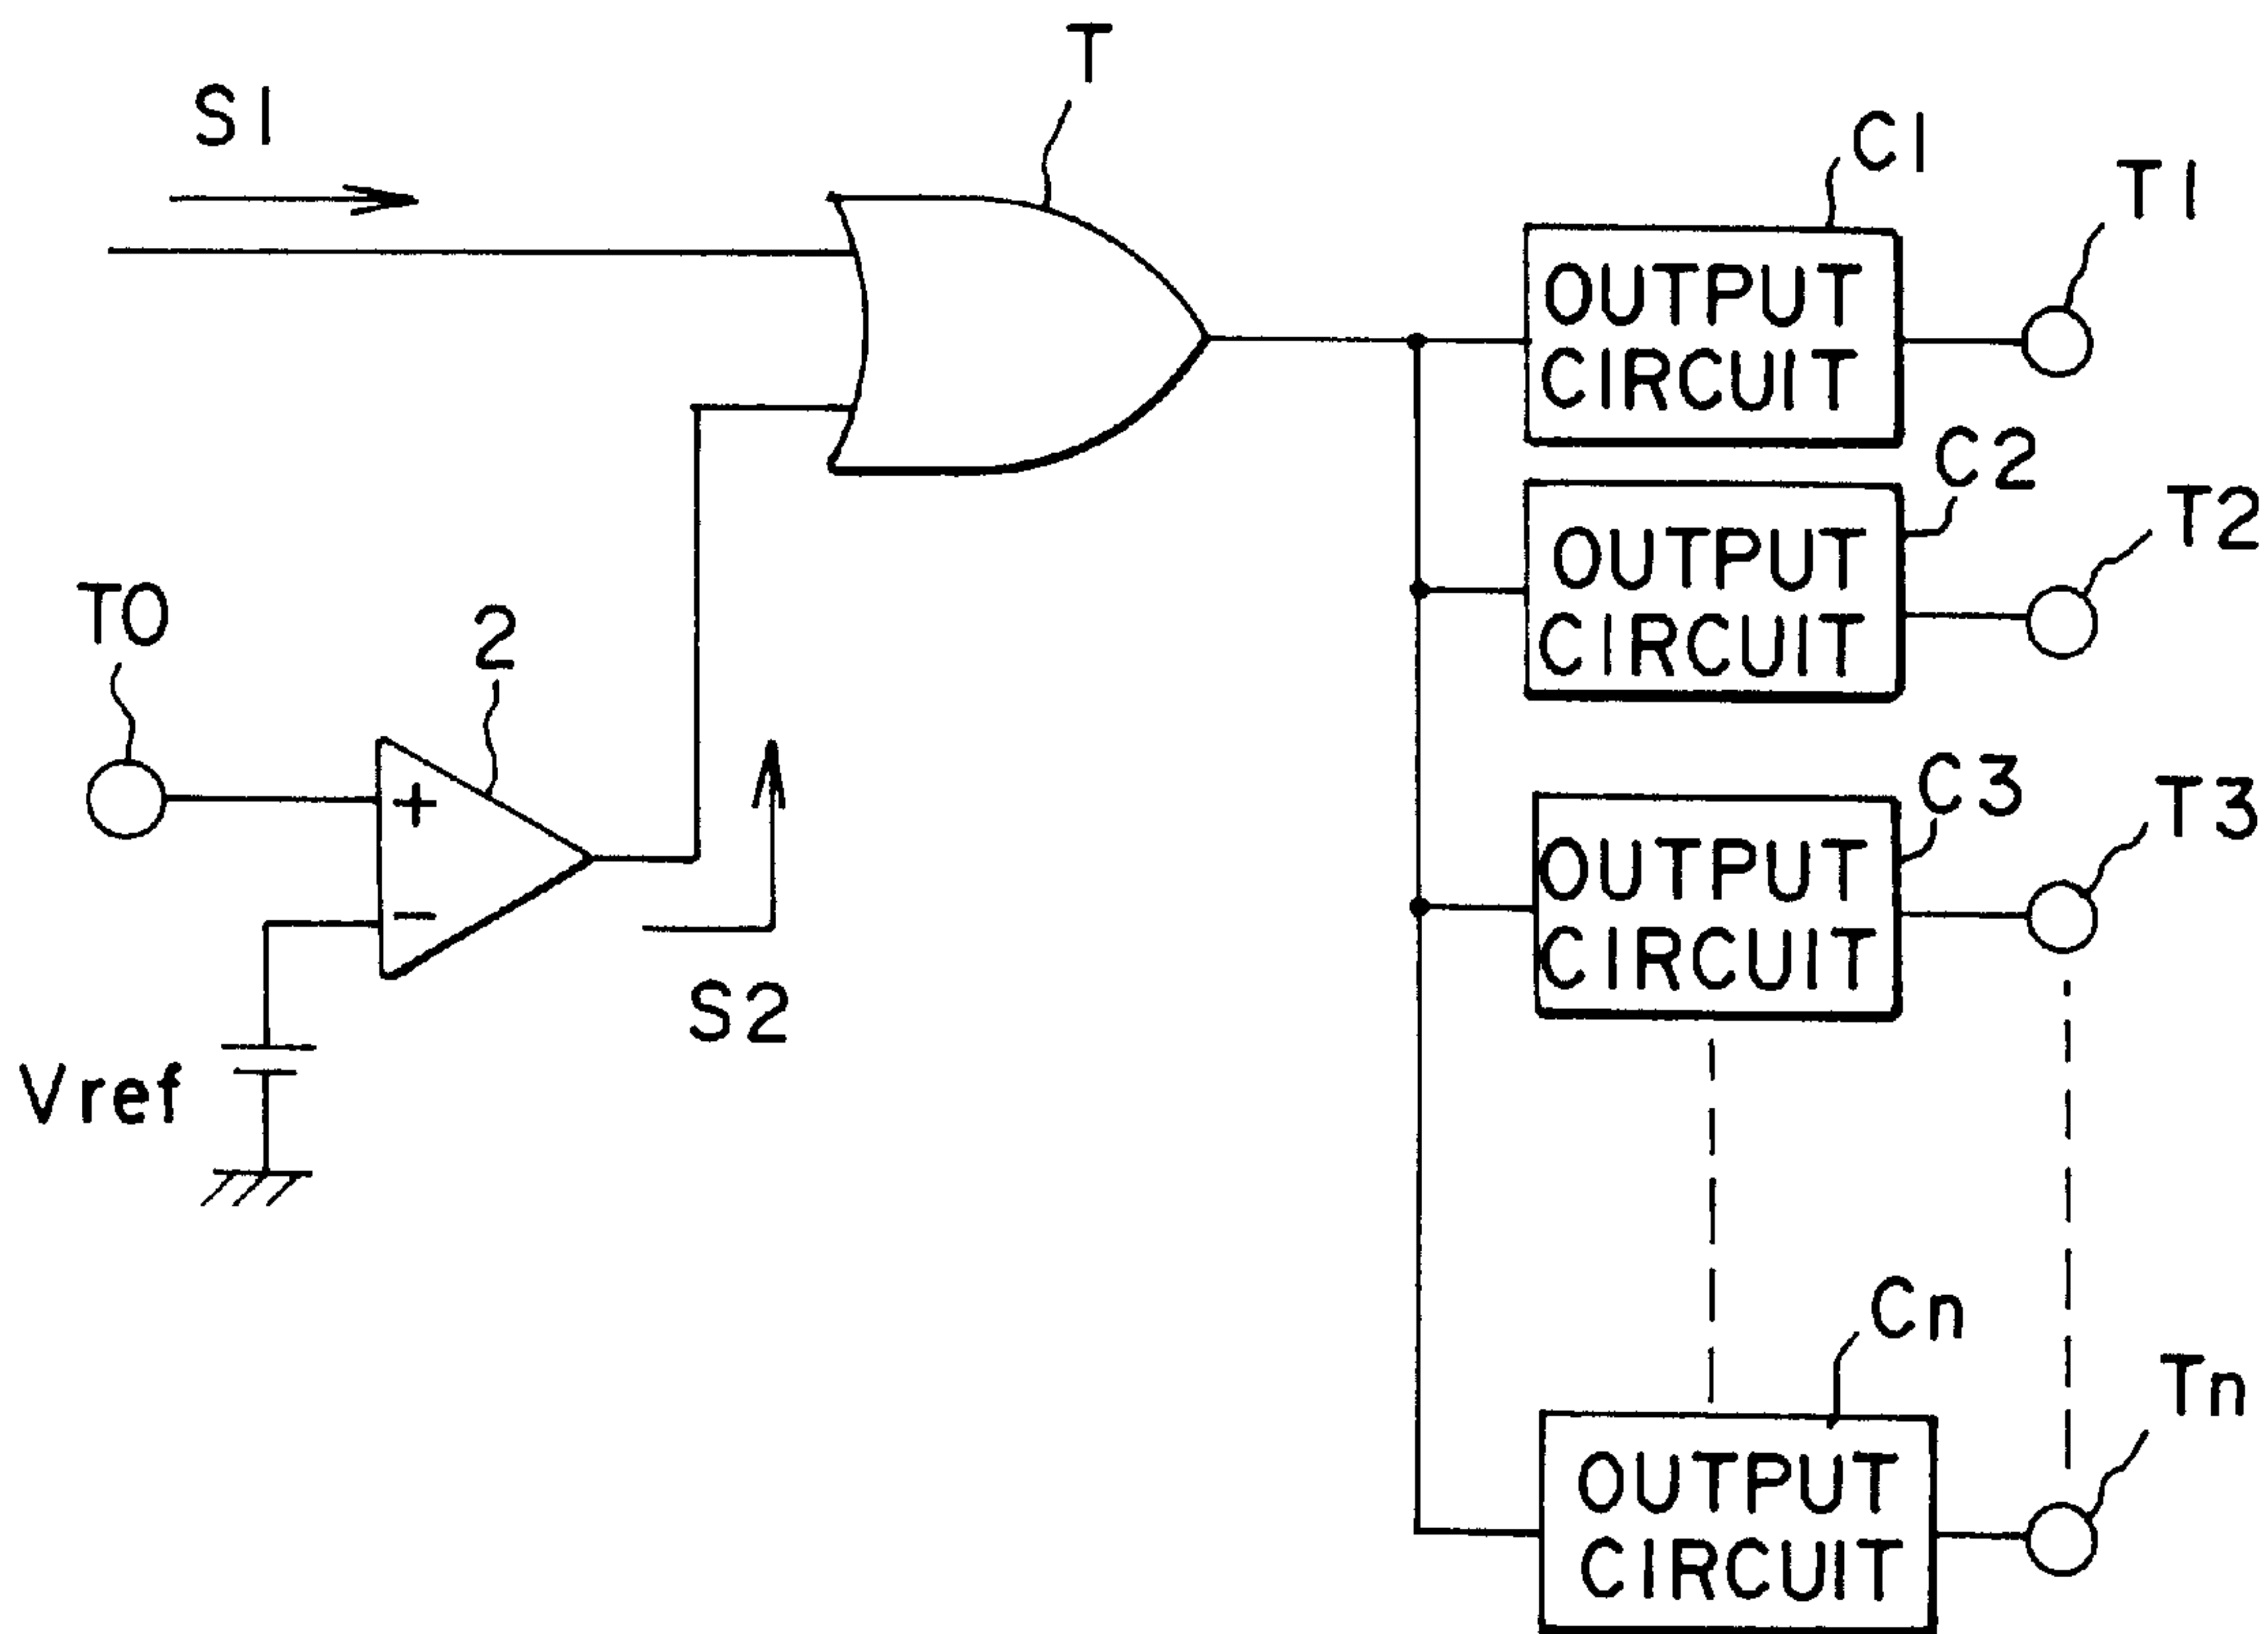 T
S1
C1
T1
OUTPUT
CIRCUIT
C2
T2
OUTPUT
CIRCUIT
T0
2
+
−
C3
T3
OUTPUT
CIRCUIT
S2
Vref
Cn
Tn
OUTPUT
CIRCUIT